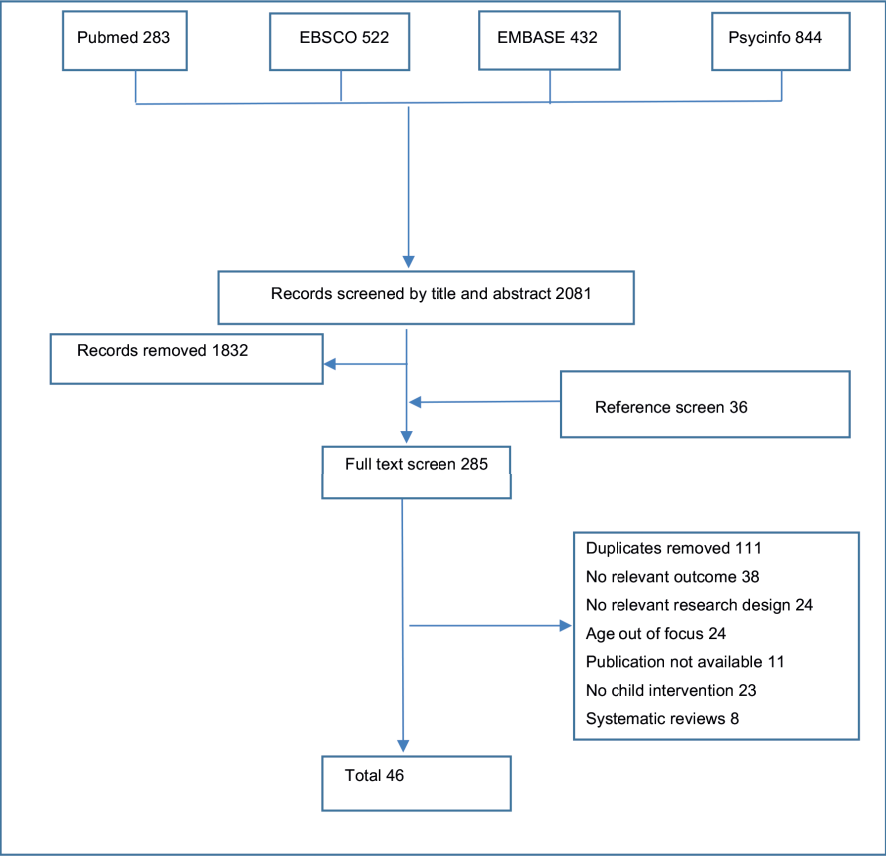 Pubmed 283
EBSCO 522
EMBASE 432
Psycinfo 844
Records screened by title and abstract 2081
Records removed 1832
Reference screen 36
Full text screen 285
Duplicates removed 111
No relevant outcome 38
No relevant research design 24
Age out of focus 24
Publication not available 11
No child intervention 23
Systematic reviews 8
Total 46